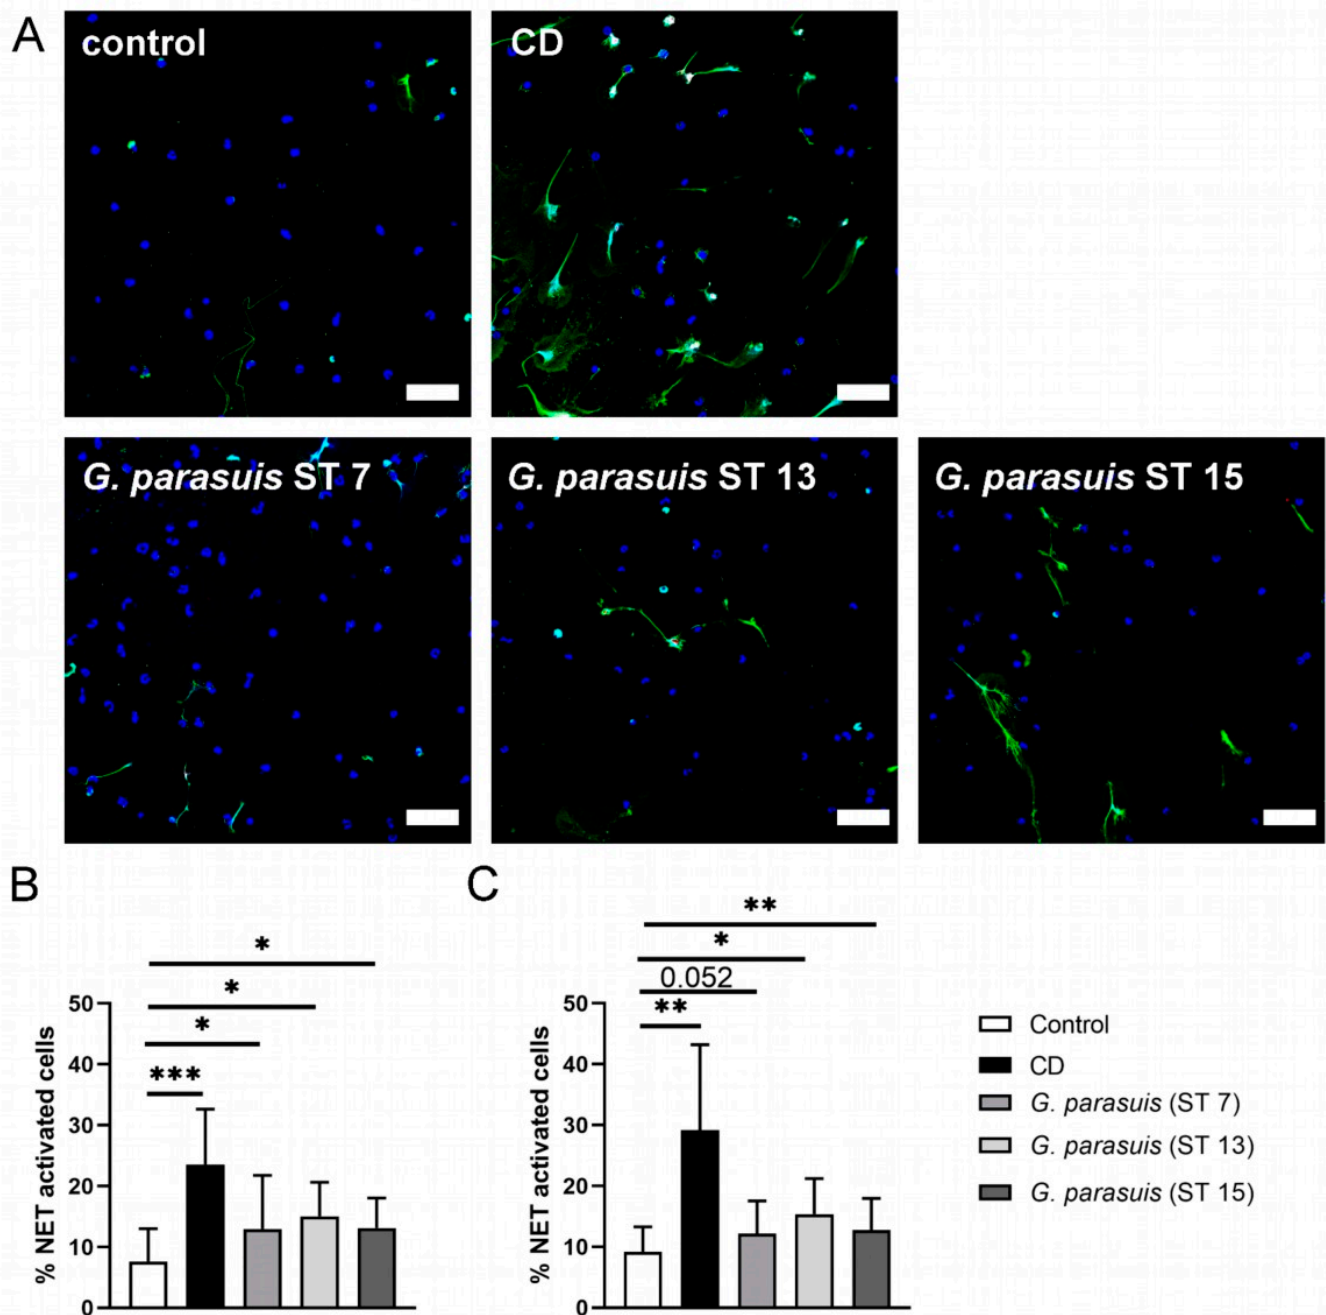 A
control
CD
G. parasuis ST 7
G. parasuis ST 13
G. parasuis ST 15
B
*
*
*
***
50
40
30
20
10
0
% NET activated cells
C
**
*
0.052
**
50
40
30
20
10
0
% NET activated cells
Control
CD
G. parasuis (ST 7)
G. parasuis (ST 13)
G. parasuis (ST 15)